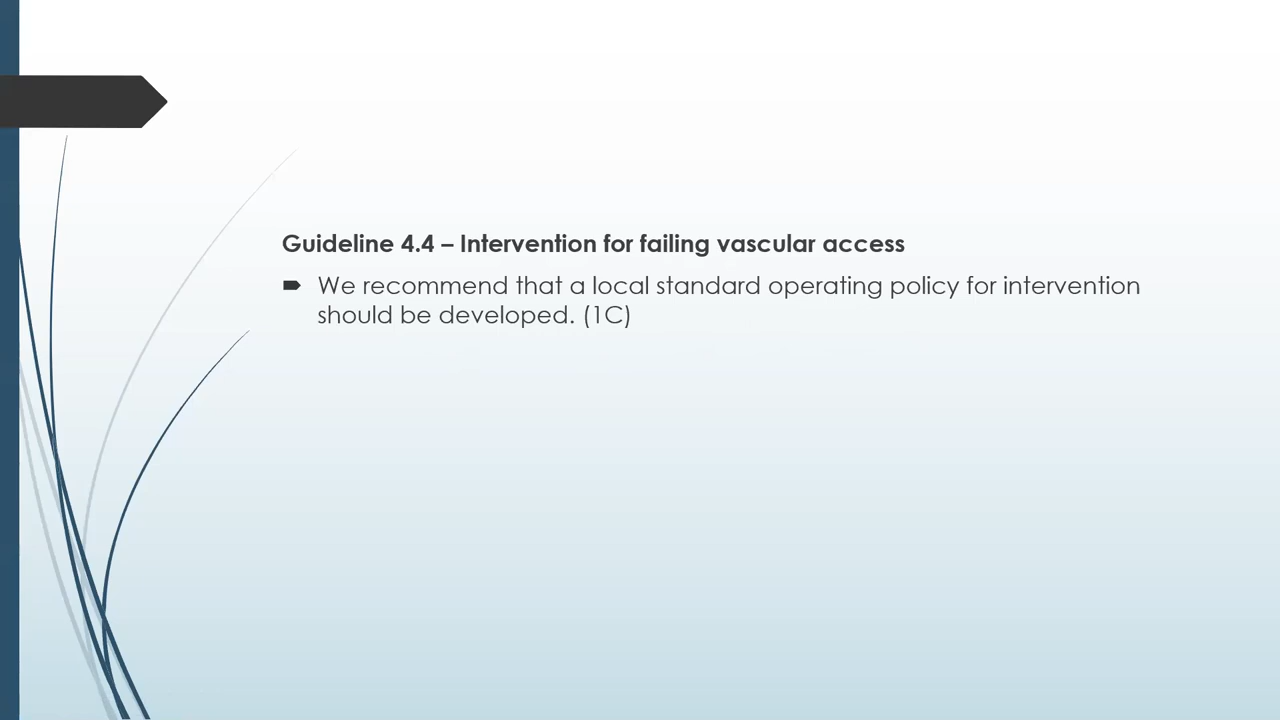 Guideline 4.4 – Intervention for failing vascular access
We recommend that a local standard operating policy for intervention
should be developed. (1C)